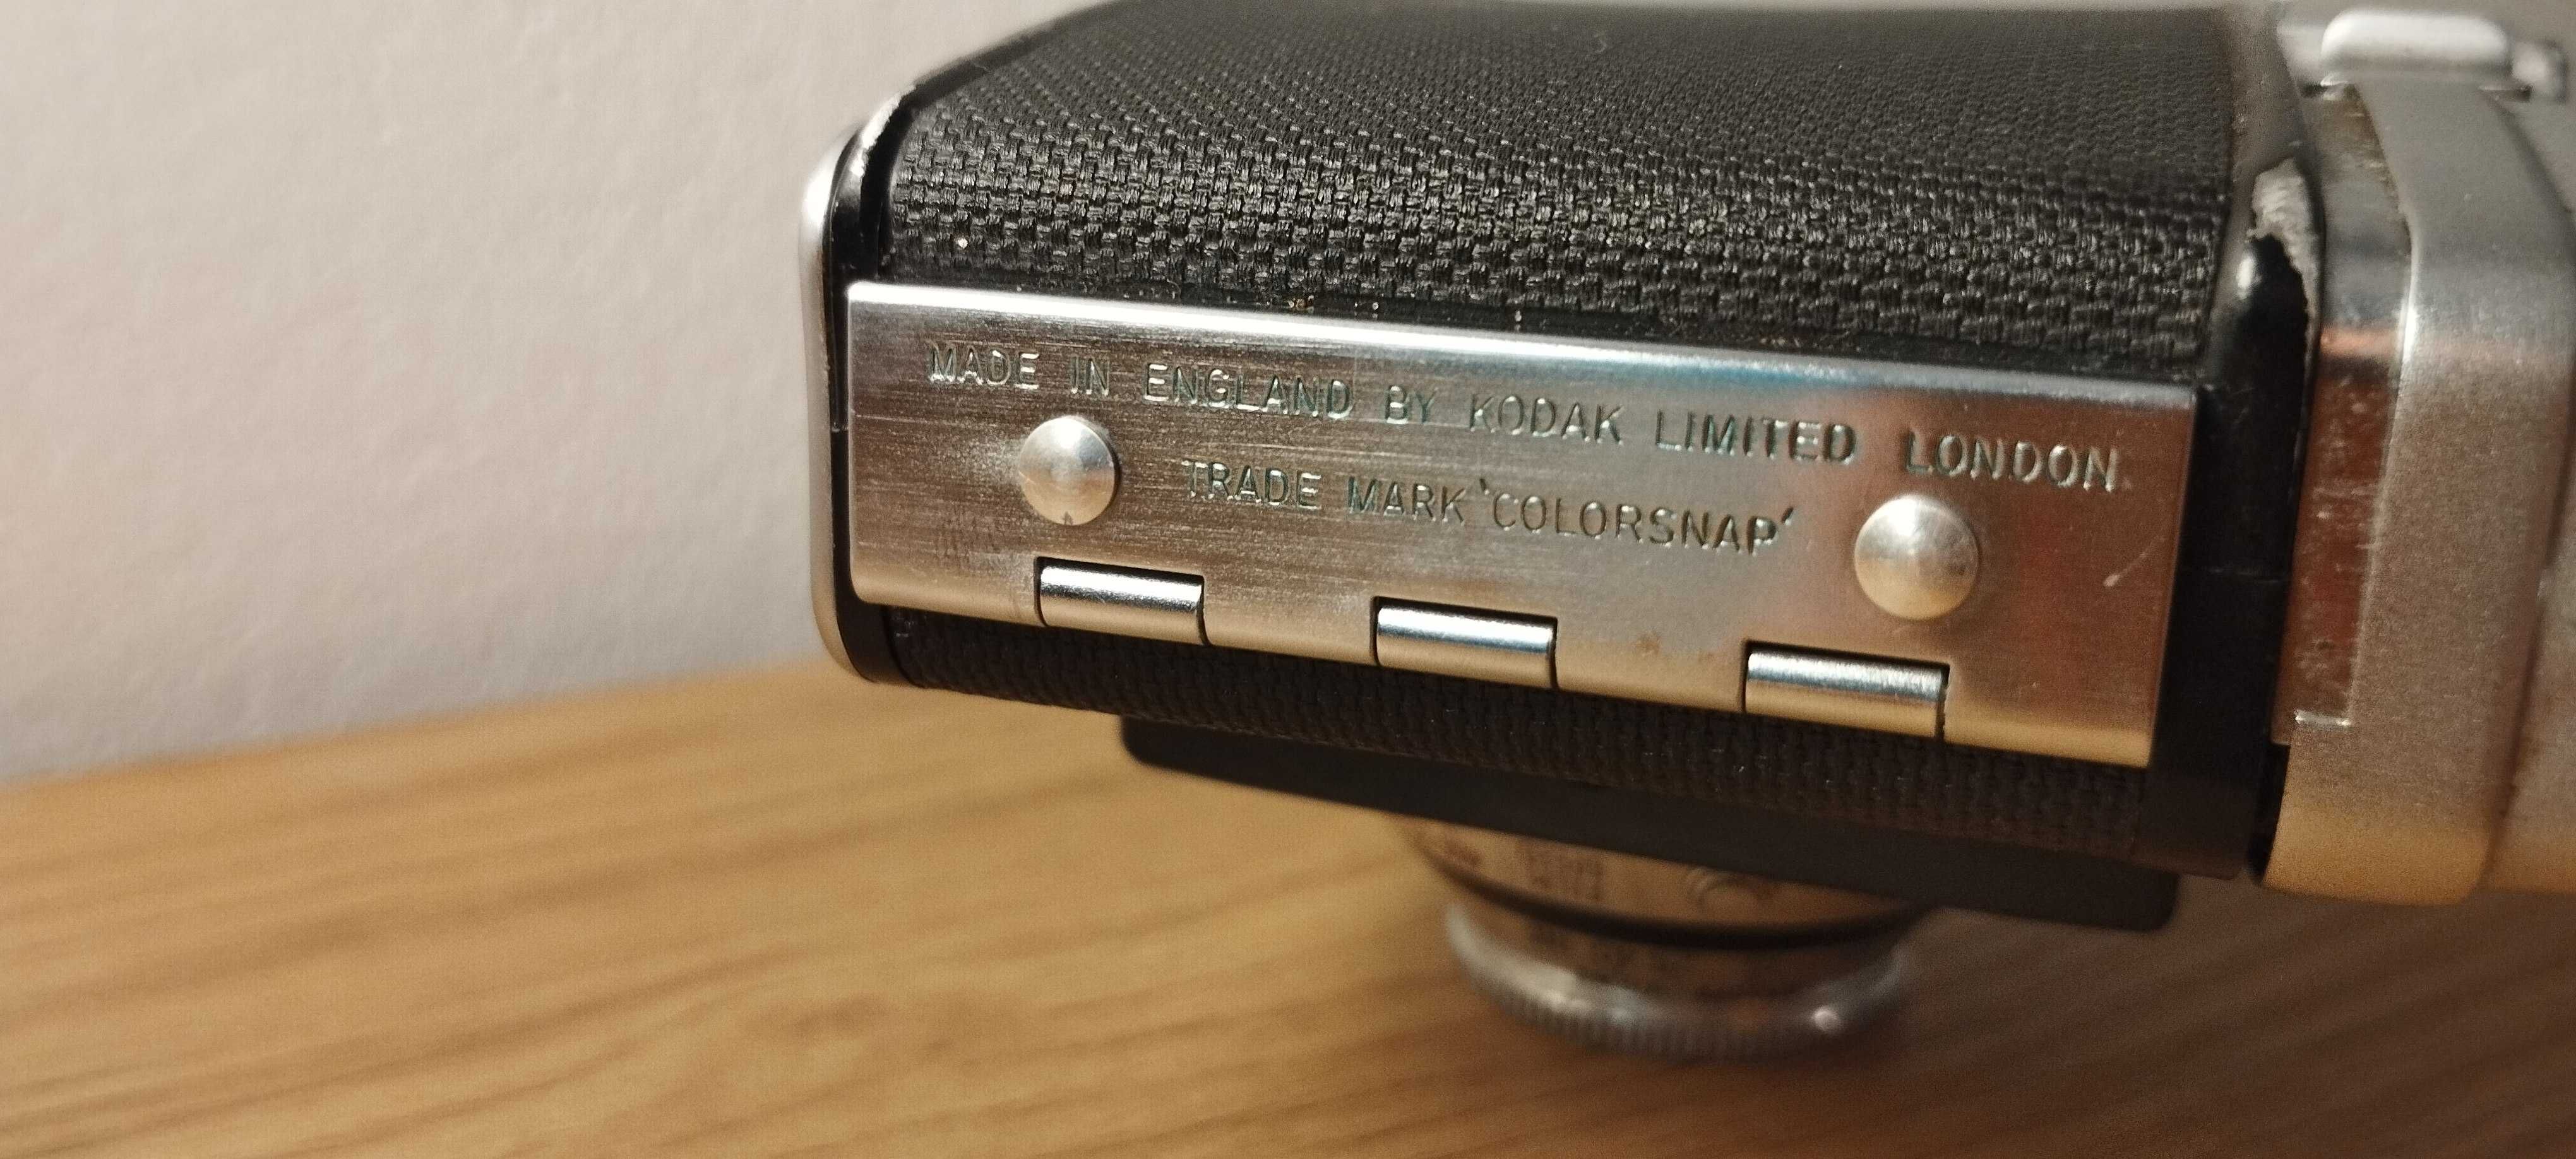 MADE IN ENGLAND BY KODAK LIMITED LONDON.
TRADE MARK 'COLORSNAP'